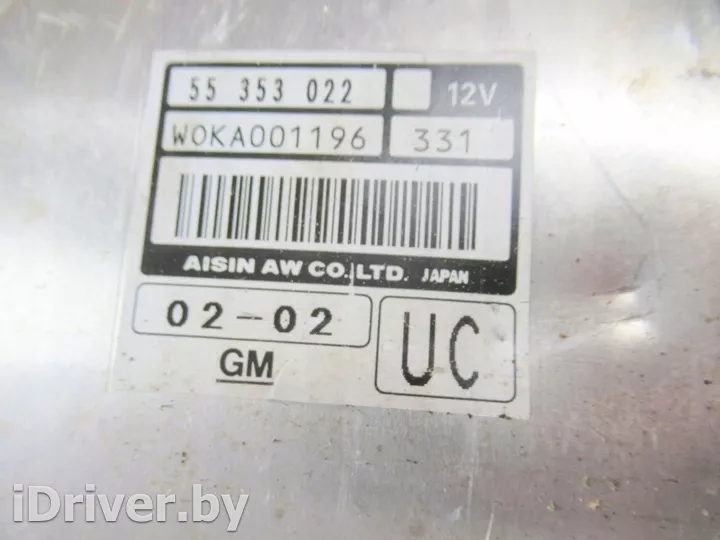 55 353 022 12V
W0KA001196 331
AISIN AW CO.,LTD. JAPAN
02-02
GM
UC
iDriver.by